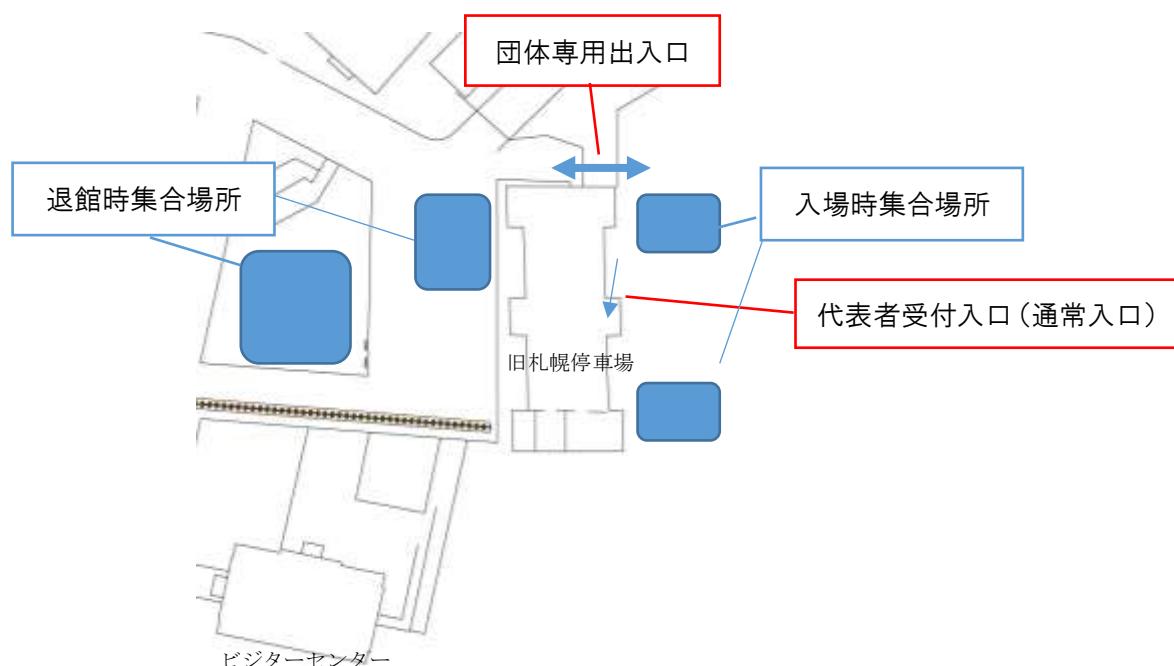 団体専用出入口
退館時集合場所
入場時集合場所
代表者受付入口（通常入口）
旧札幌停車場
ビジターセンター